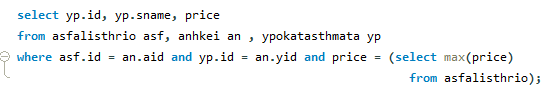 select yp.id, yp.sname, price
from asfalisthrio asf, anhkei an , ypokatasthmata yp
where asf.id = an.aid and yp.id = an.yid and price = (select max(price)
from asfalisthrio);